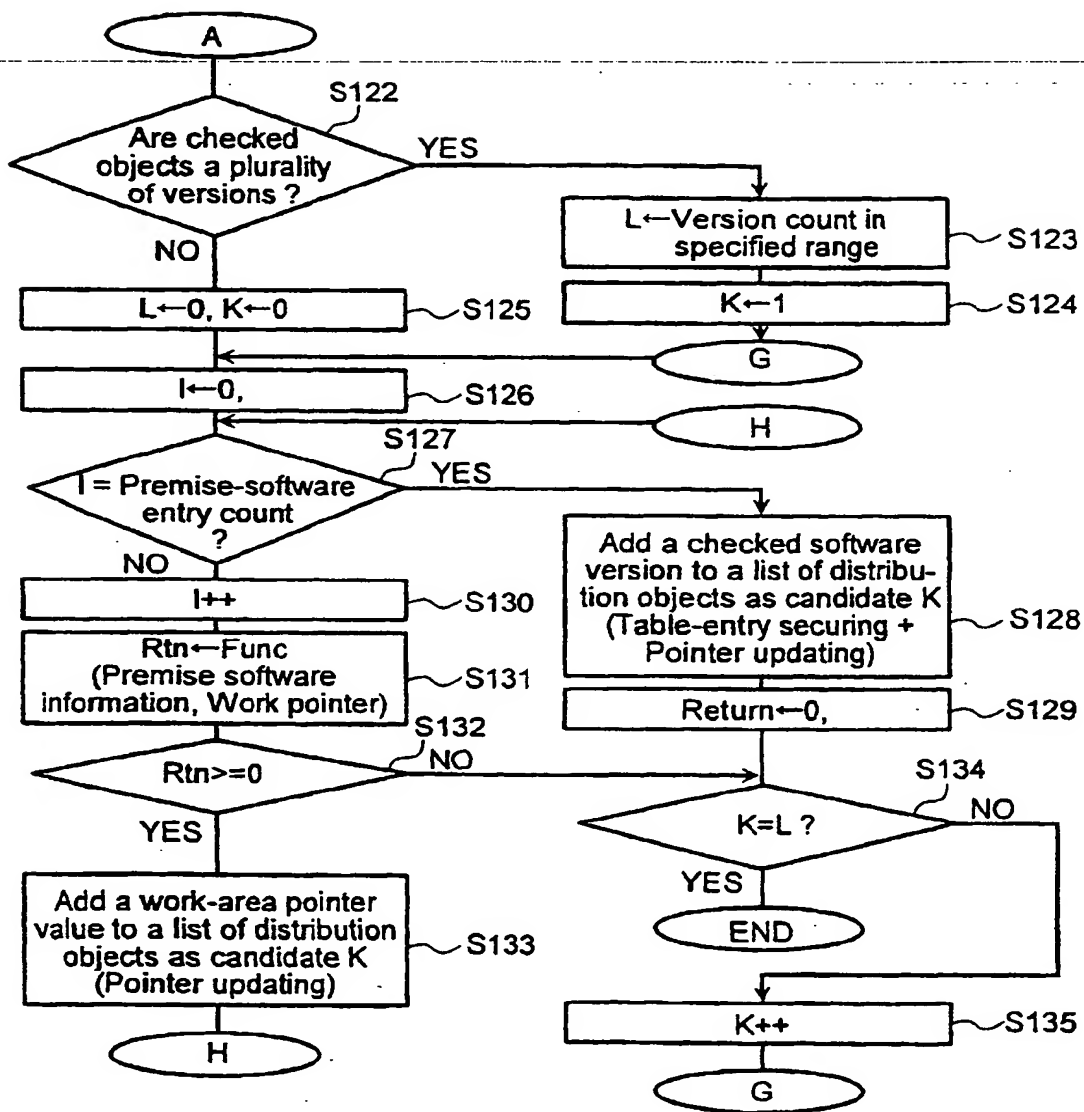 A
S122
Are checked
objects a plurality
of versions ?
YES
NO
L←Version count in
specified range
S123
K←1
S124
L←0, K←0
S125
G
I←0,
S126
H
S127
I = Premise-software
entry count
?
YES
NO
Add a checked software
version to a list of distribu-
tion objects as candidate K
(Table-entry securing +
Pointer updating)
S128
I++
S130
Rtn←Func
(Premise software
information, Work pointer)
S131
Return←0,
S129
S132
Rtn>=0
NO
YES
S134
K=L ?
NO
YES
END
Add a work-area pointer
value to a list of distribution
objects as candidate K
(Pointer updating)
S133
K++
S135
H
G